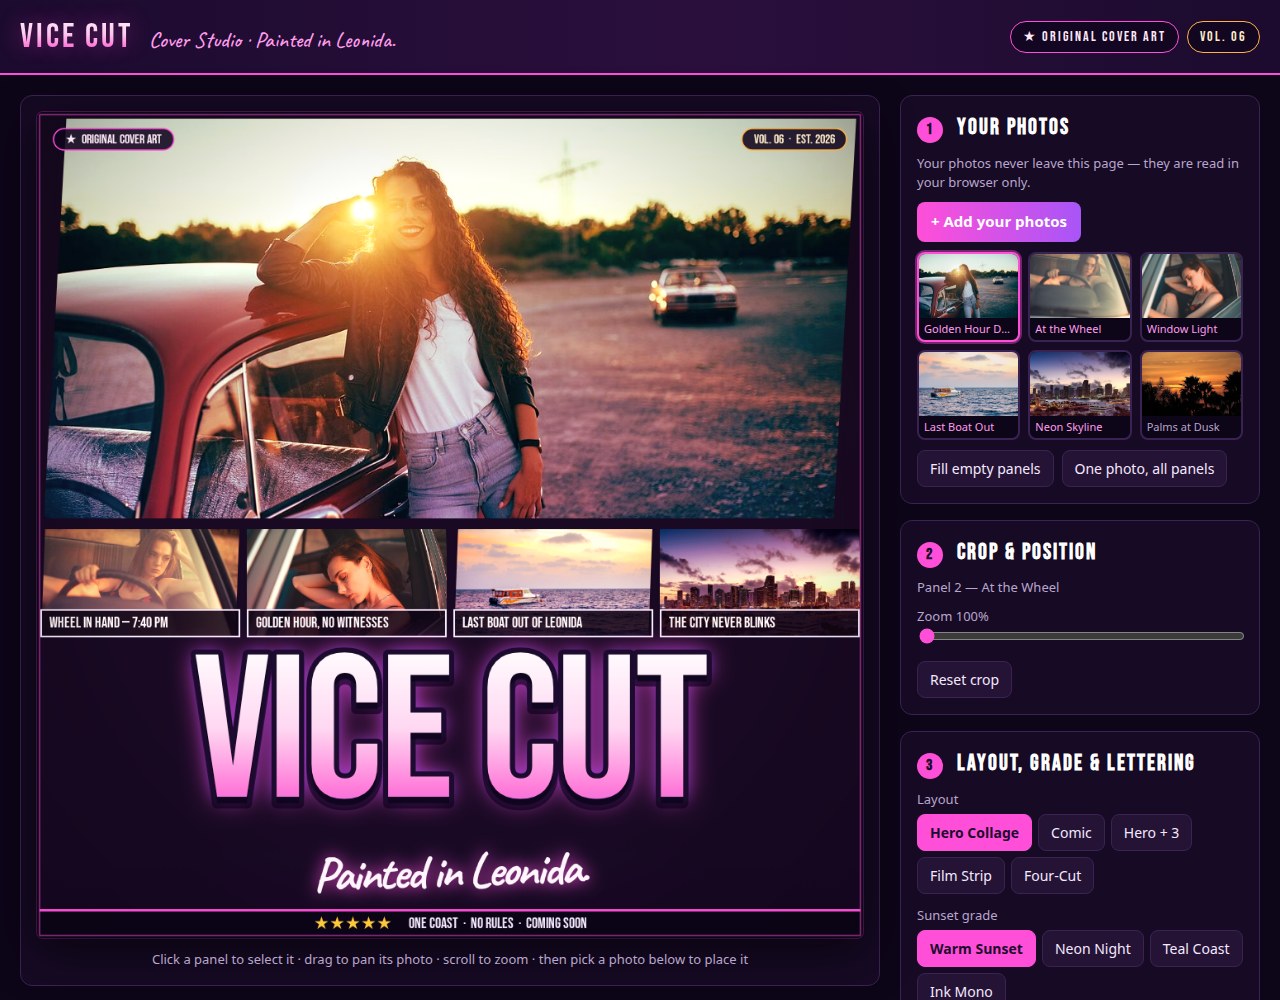 VICE CUT Cover Studio · Painted in Leonida. ★ ORIGINAL COVER ART VOL. 06
★ ORIGINAL COVER ART VOL. 06 · EST. 2026
WHEEL IN HAND — 7:40 PM GOLDEN HOUR, NO WITNESSES LAST BOAT OUT OF LEONIDA THE CITY NEVER BLINKS
VICE CUT
Painted in Leonida.
★★★★★ ONE COAST · NO RULES · COMING SOON
Click a panel to select it · drag to pan its photo · scroll to zoom · then pick a photo below to place it
1 YOUR PHOTOS
Your photos never leave this page — they are read in
your browser only.
+ Add your photos
Golden Hour D... At the Wheel Window Light
Last Boat Out Neon Skyline Palms at Dusk
Fill empty panels One photo, all panels
2 CROP & POSITION
Panel 2 — At the Wheel
Zoom 100%
Reset crop
3 LAYOUT, GRADE & LETTERING
Layout
Hero Collage Comic Hero + 3
Film Strip Four-Cut
Sunset grade
Warm Sunset Neon Night Teal Coast
Ink Mono